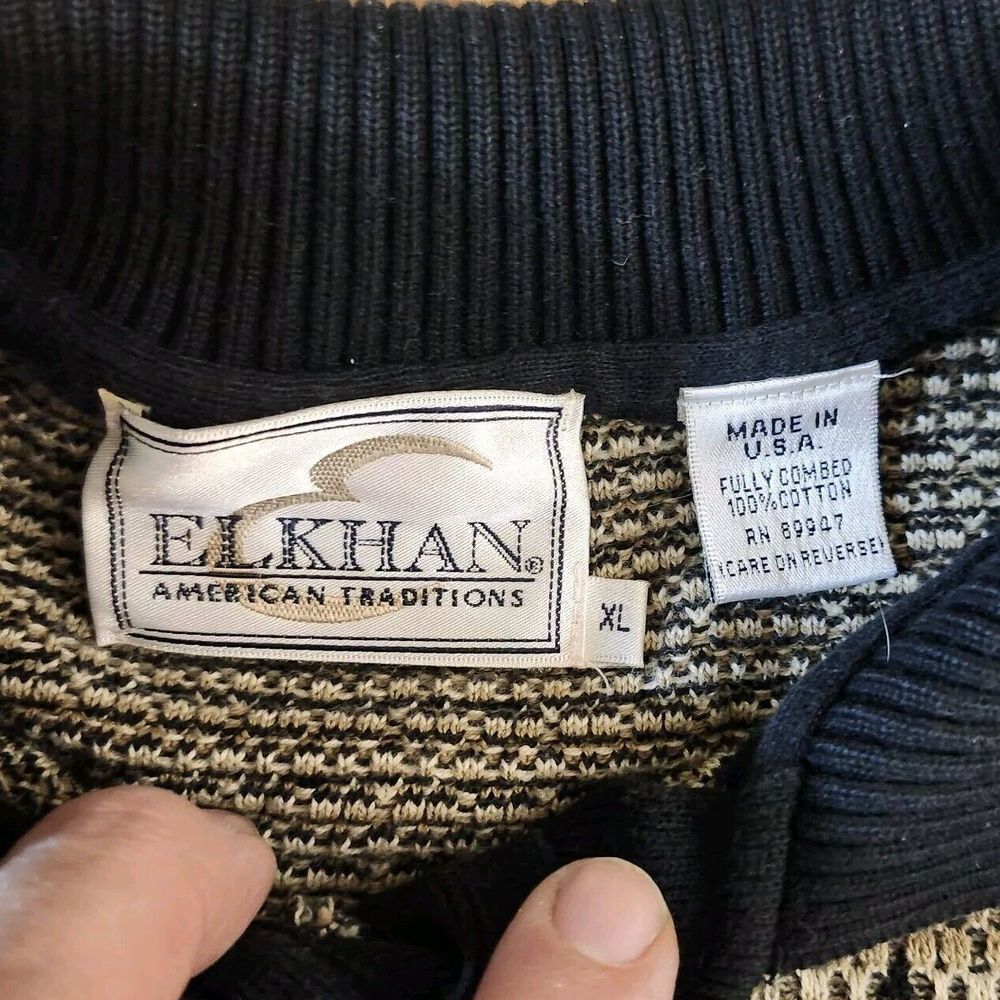 ELKHAN®
AMERICAN TRADITIONS
XL
MADE IN
U.S.A.
FULLY COMBED
100% COTTON
RN 89947
(CARE ON REVERSE)